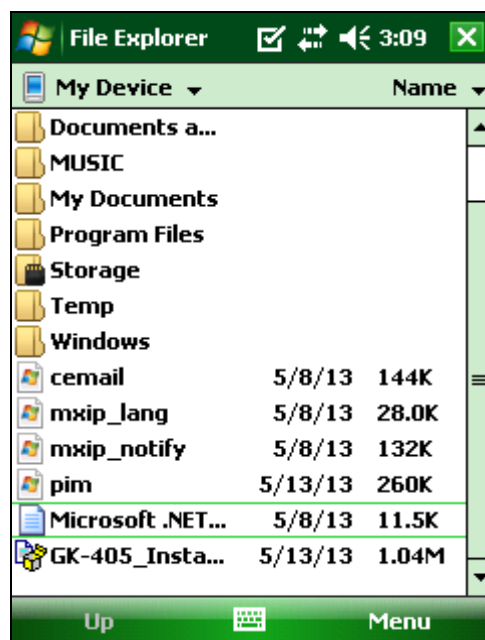 File Explorer 3:09
My Device Name
Documents a...
MUSIC
My Documents
Program Files
Storage
Temp
Windows
cemail 5/8/13 144K
mxip_lang 5/8/13 28.0K
mxip_notify 5/8/13 132K
pim 5/13/13 260K
Microsoft .NET... 5/8/13 11.5K
GK-405_Insta... 5/13/13 1.04M
Up Menu